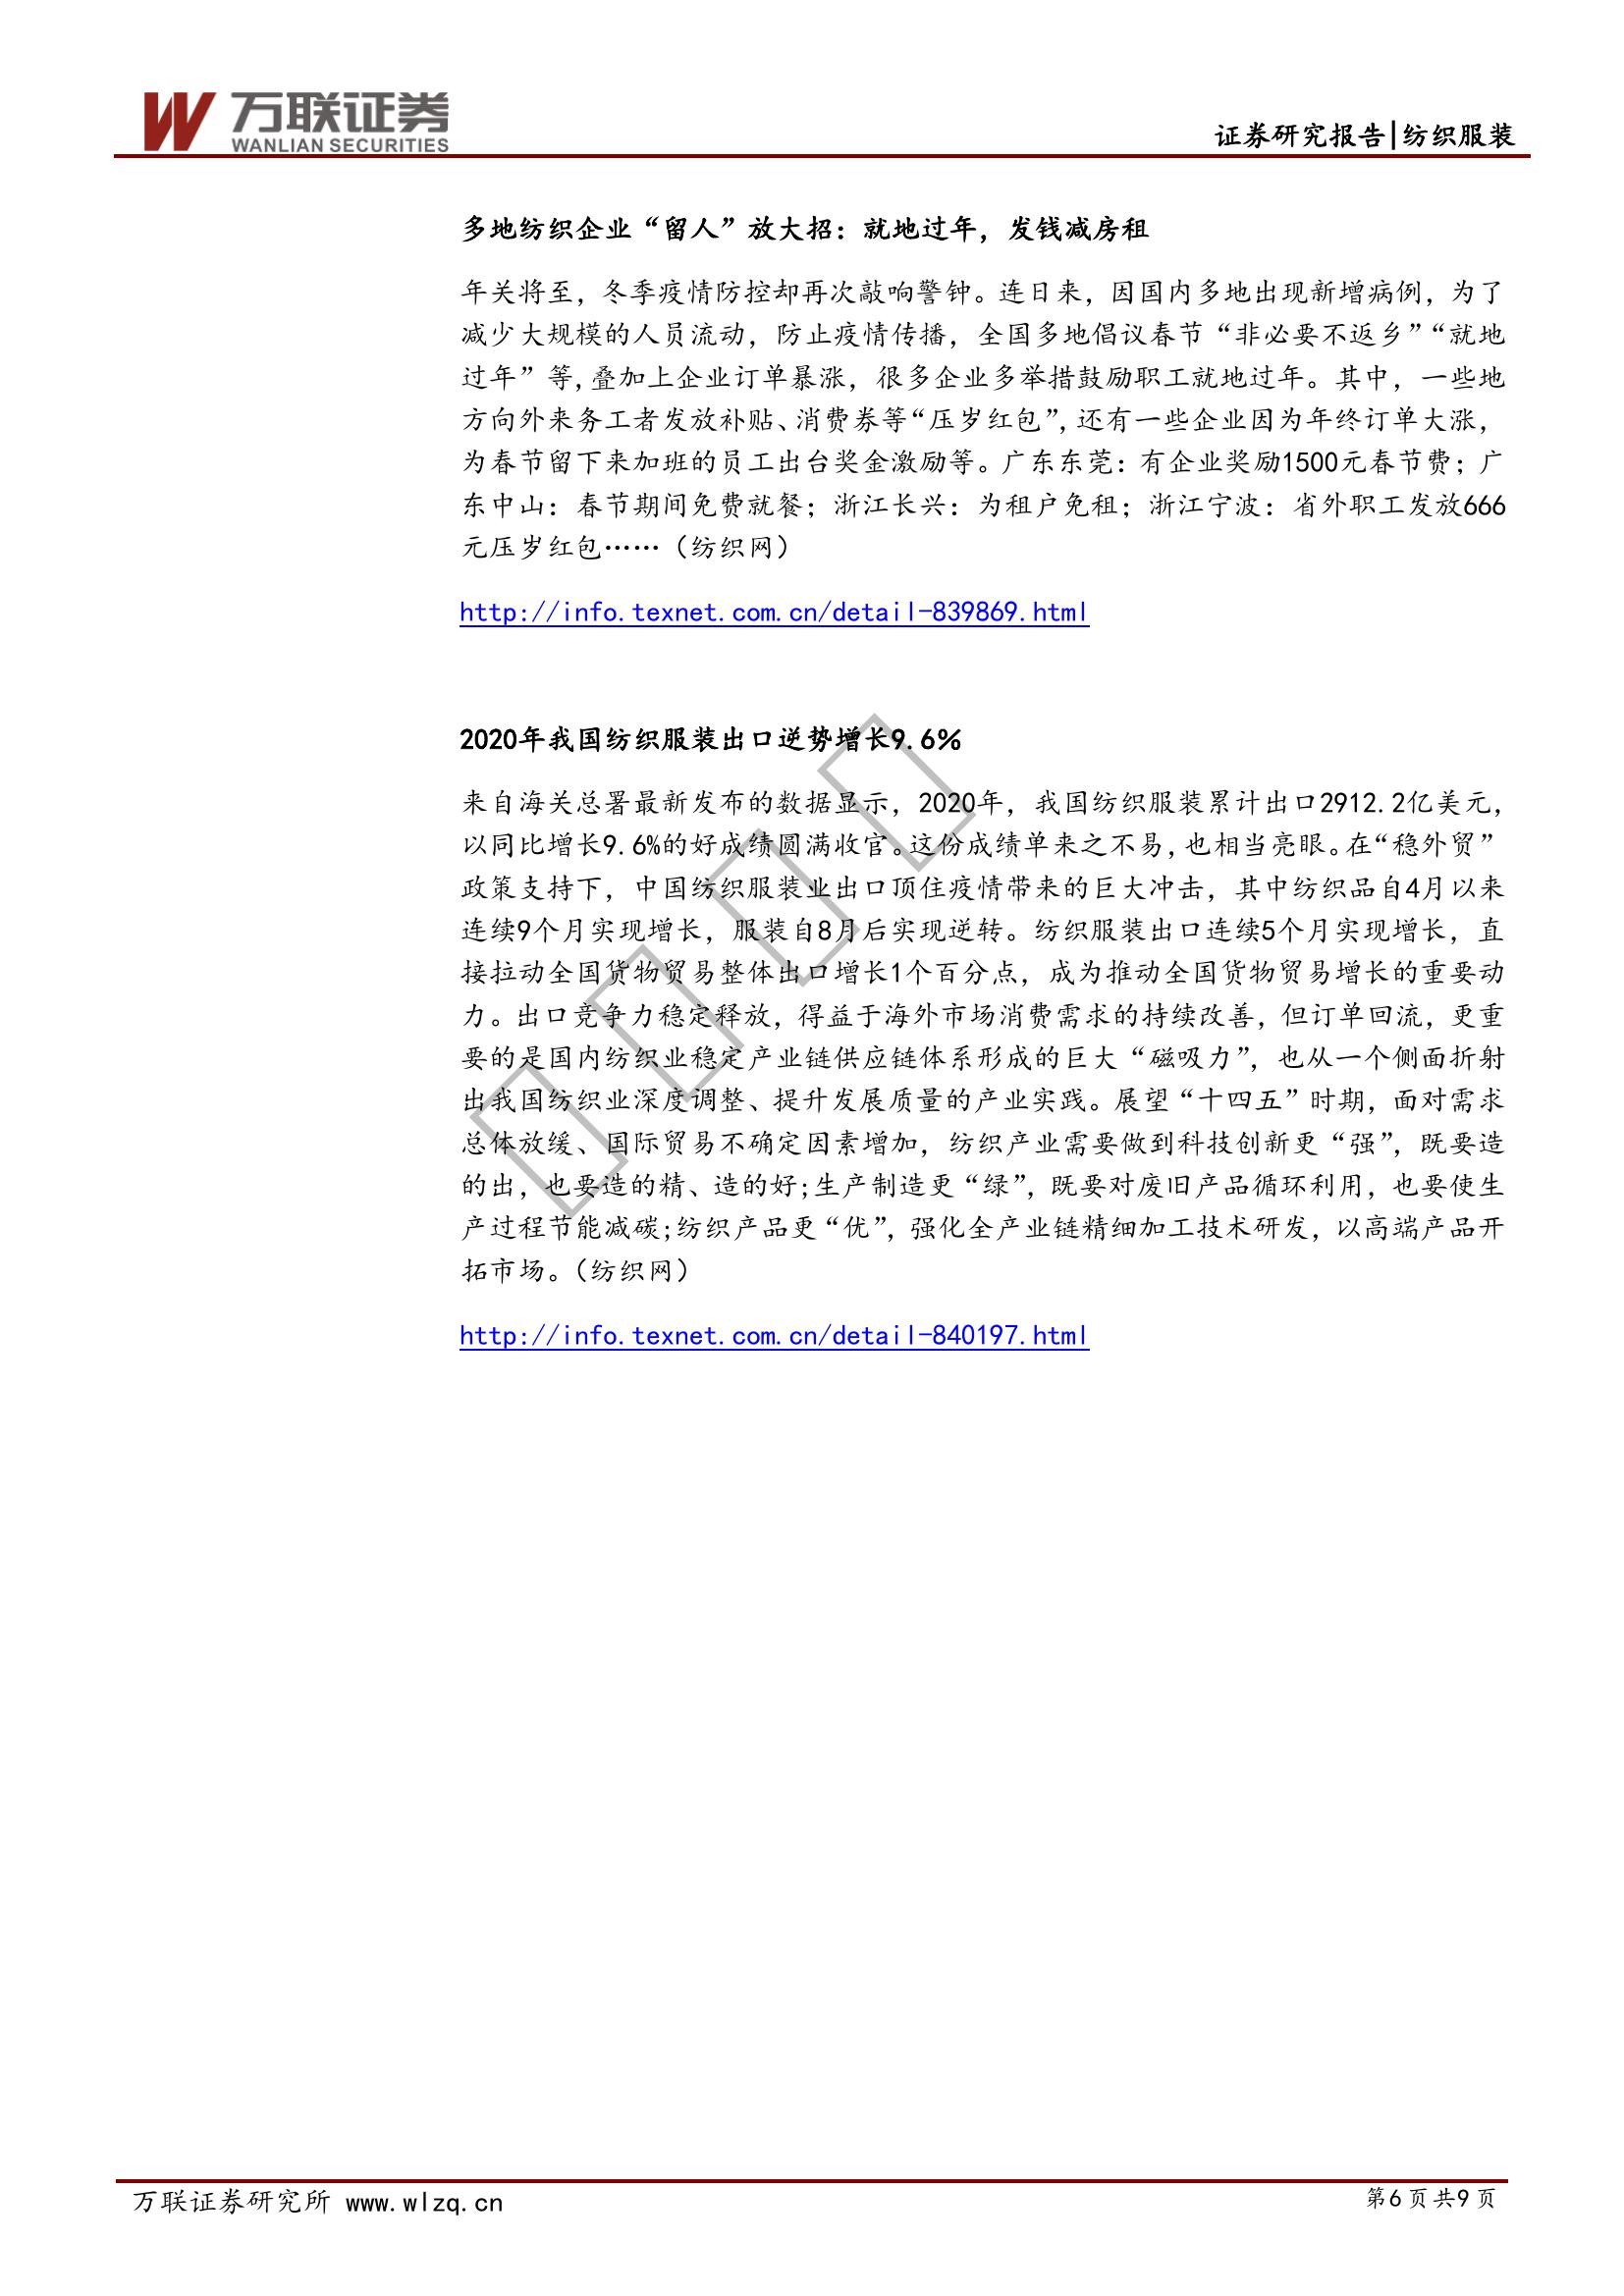 万联证券
WANLIAN SECURITIES
证券研究报告|纺织服装
多地纺织企业“留人”放大招：就地过年，发钱减房租
年关将至，冬季疫情防控却再次敲响警钟。连日来，因国内多地出现新增病例，为了
减少大规模的人员流动，防止疫情传播，全国多地倡议春节“非必要不返乡”“就地
过年”等,叠加上企业订单暴涨，很多企业多举措鼓励职工就地过年。其中，一些地
方向外来务工者发放补贴、消费券等“压岁红包”,还有一些企业因为年终订单大涨，
为春节留下来加班的员工出台奖金激励等。广东东莞：有企业奖励1500元春节费；广
东中山：春节期间免费就餐；浙江长兴：为租户免租；浙江宁波：省外职工发放666
元压岁红包……（纺织网）
http://info.texnet.com.cn/detail-839869.html
2020年我国纺织服装出口逆势增长9.6%
来自海关总署最新发布的数据显示，2020年，我国纺织服装累计出口2912.2亿美元，
以同比增长9.6%的好成绩圆满收官。这份成绩单来之不易,也相当亮眼。在“稳外贸”
政策支持下，中国纺织服装业出口顶住疫情带来的巨大冲击，其中纺织品自4月以来
连续9个月实现增长，服装自8月后实现逆转。纺织服装出口连续5个月实现增长，直
接拉动全国货物贸易整体出口增长1个百分点，成为推动全国货物贸易增长的重要动
力。出口竞争力稳定释放，得益于海外市场消费需求的持续改善，但订单回流，更重
要的是国内纺织业稳定产业链供应链体系形成的巨大“磁吸力”，也从一个侧面折射
出我国纺织业深度调整、提升发展质量的产业实践。展望“十四五”时期，面对需求
总体放缓、国际贸易不确定因素增加，纺织产业需要做到科技创新更“强”，既要造
的出，也要造的精、造的好;生产制造更“绿”，既要对废旧产品循环利用，也要使生
产过程节能减碳;纺织产品更“优”，强化全产业链精细加工技术研发，以高端产品开
拓市场。（纺织网）
http://info.texnet.com.cn/detail-840197.html
万联证券研究所 www.wlzq.cn
第6页共9页